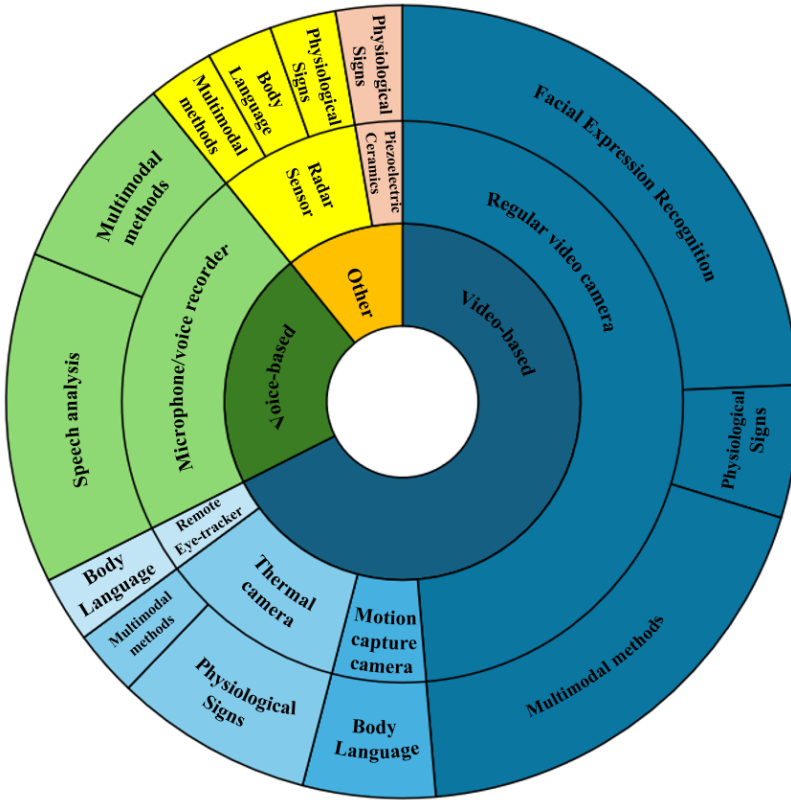 Physiological
Signs
Physiological
Signs
Body
Language
Multimodal
methods
Multimodal
methods
Speech analysis
Body
Language
Multimodal
methods
Physiological
Signs
Body
Language
Multimodal methods
Physiological
Signs
Facial Expression Recognition
Piezoelectric
Ceramics
Radar
Sensor
Microphone/voice recorder
Remote
Eye-tracker
Thermal
camera
Motion
capture
camera
Regular video camera
Other
Voice-based
Video-based